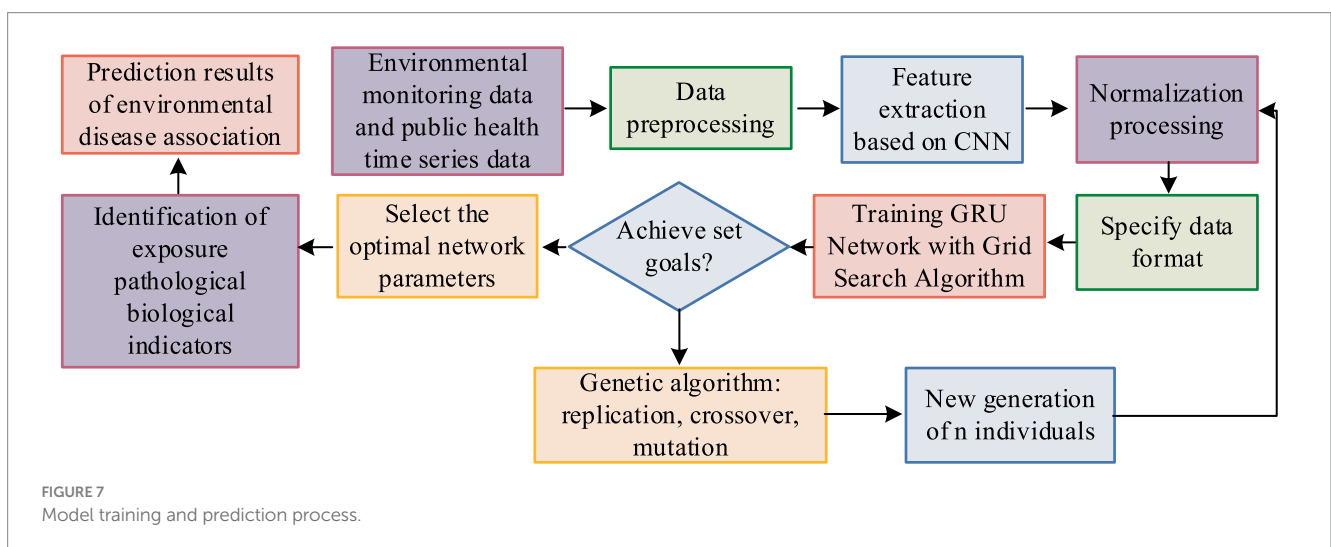 Prediction results
of environmental
disease association
Environmental
monitoring data
and public health
time series data
Data
preprocessing
Feature
extraction
based on CNN
Normalization
processing
Identification of
exposure
pathological
biological
indicators
Select the
optimal network
parameters
Achieve set
goals?
Training GRU
Network with Grid
Search Algorithm
Specify data
format
Genetic algorithm:
replication, crossover,
mutation
New generation
of n individuals
FIGURE 7
Model training and prediction process.